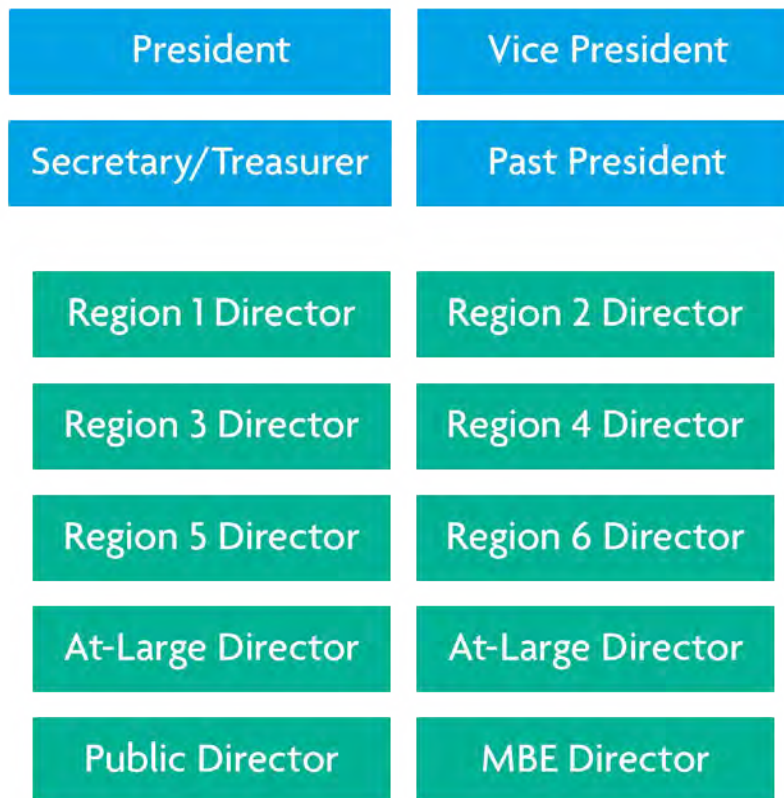 President
Vice President
Secretary/Treasurer
Past President
Region 1 Director
Region 2 Director
Region 3 Director
Region 4 Director
Region 5 Director
Region 6 Director
At-Large Director
At-Large Director
Public Director
MBE Director